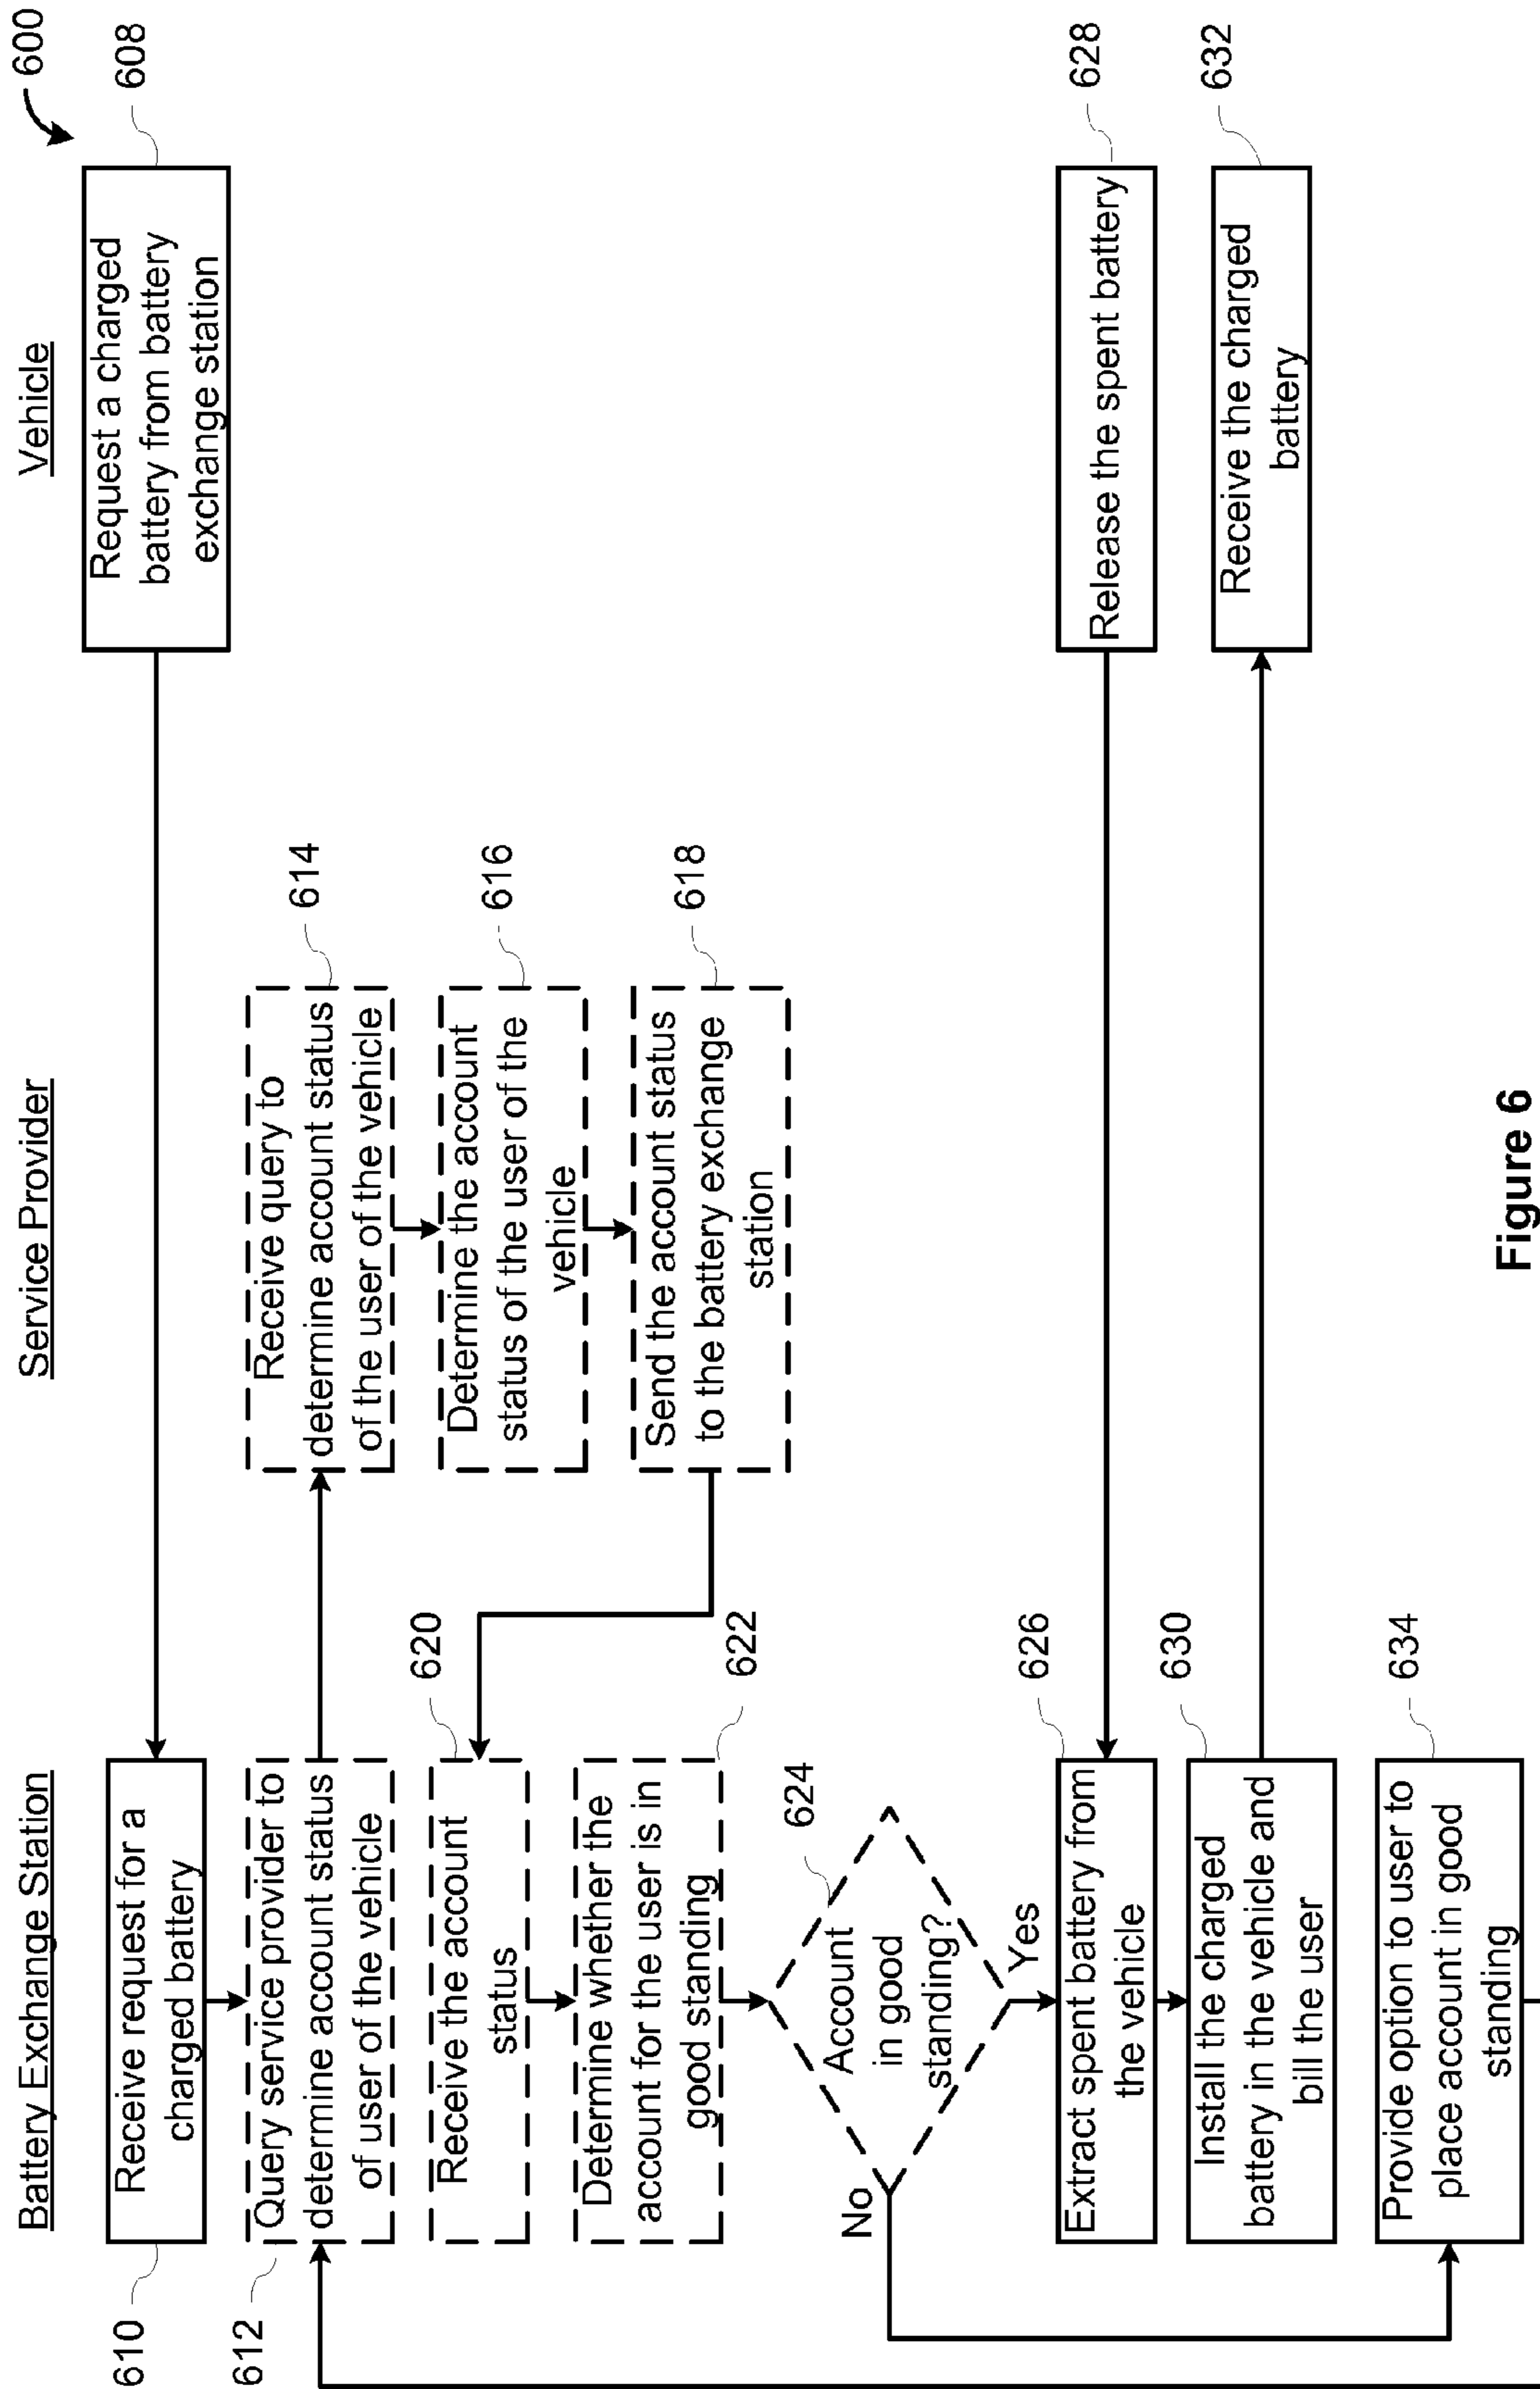 600
Battery Exchange Station
Service Provider
Vehicle
608
Request a charged
battery from battery
exchange station
610
Receive request for a
charged battery
612
Query service provider to
determine account status
of user of the vehicle
614
Receive query to
determine account status
of the user of the vehicle
616
Determine the account
status of the user of the
vehicle
618
Send the account status
to the battery exchange
station
620
Receive the account
status
622
Determine whether the
account for the user is in
good standing
624
Account
in good
standing?
No
Yes
626
Extract spent battery from
the vehicle
628
Release the spent battery
630
Install the charged
battery in the vehicle and
bill the user
632
Receive the charged
battery
634
Provide option to user to
place account in good
standing
Figure 6